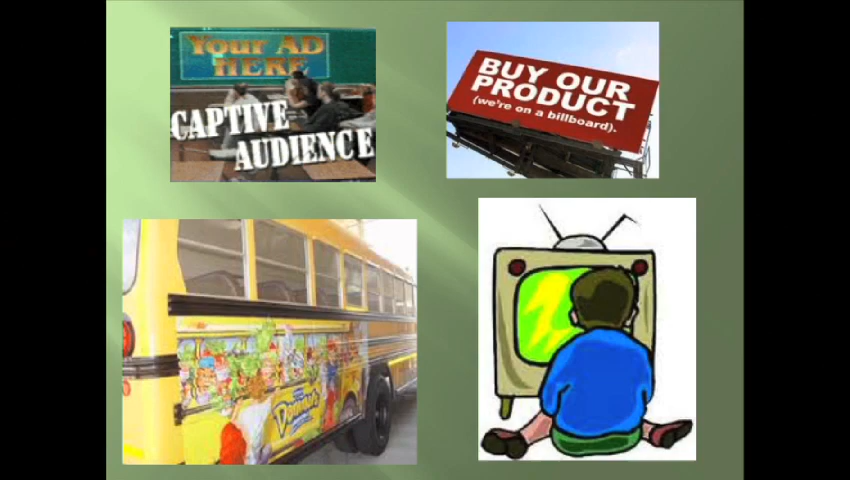 Your AD
HERE
CAPTIVE
AUDIENCE
BUY OUR
PRODUCT
(we're on a billboard).